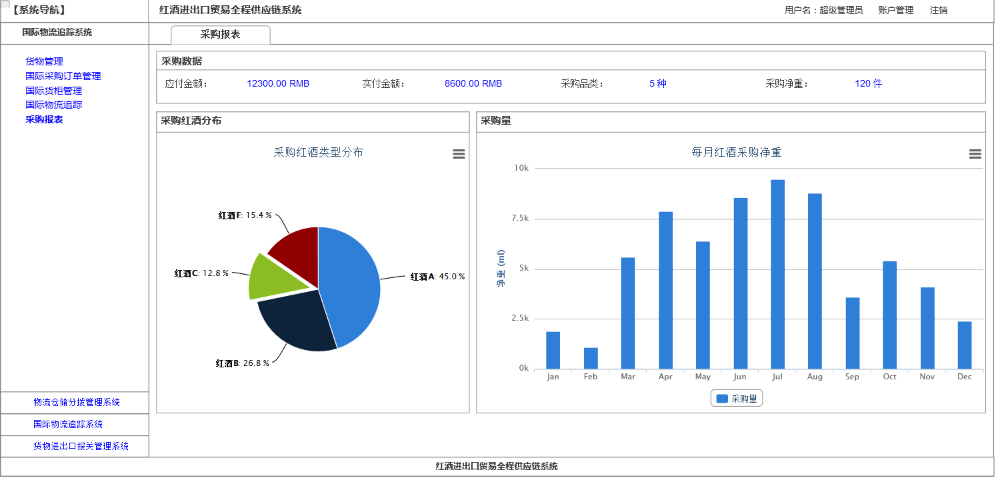 【系统导航】
红酒进出口贸易全程供应链系统
用户名：超级管理员 账户管理 注销
国际物流追踪系统
采购报表
货物管理
国际采购订单管理
国际货柜管理
国际物流追踪
采购报表
采购数据
应付金额： 12300.00 RMB 实付金额： 8600.00 RMB 采购品类： 5 种 采购净重： 120 件
采购红酒分布
采购红酒类型分布
红酒F: 15.4 %
红酒C: 12.8 %
红酒A: 45.0 %
红酒B: 26.8 %
采购量
每月红酒采购净重
10k
7.5k
5k
2.5k
0k
净重 (ml)
Jan Feb Mar Apr May Jun Jul Aug Sep Oct Nov Dec
采购量
物流仓储分拨管理系统
国际物流追踪系统
货物进出口报关管理系统
红酒进出口贸易全程供应链系统